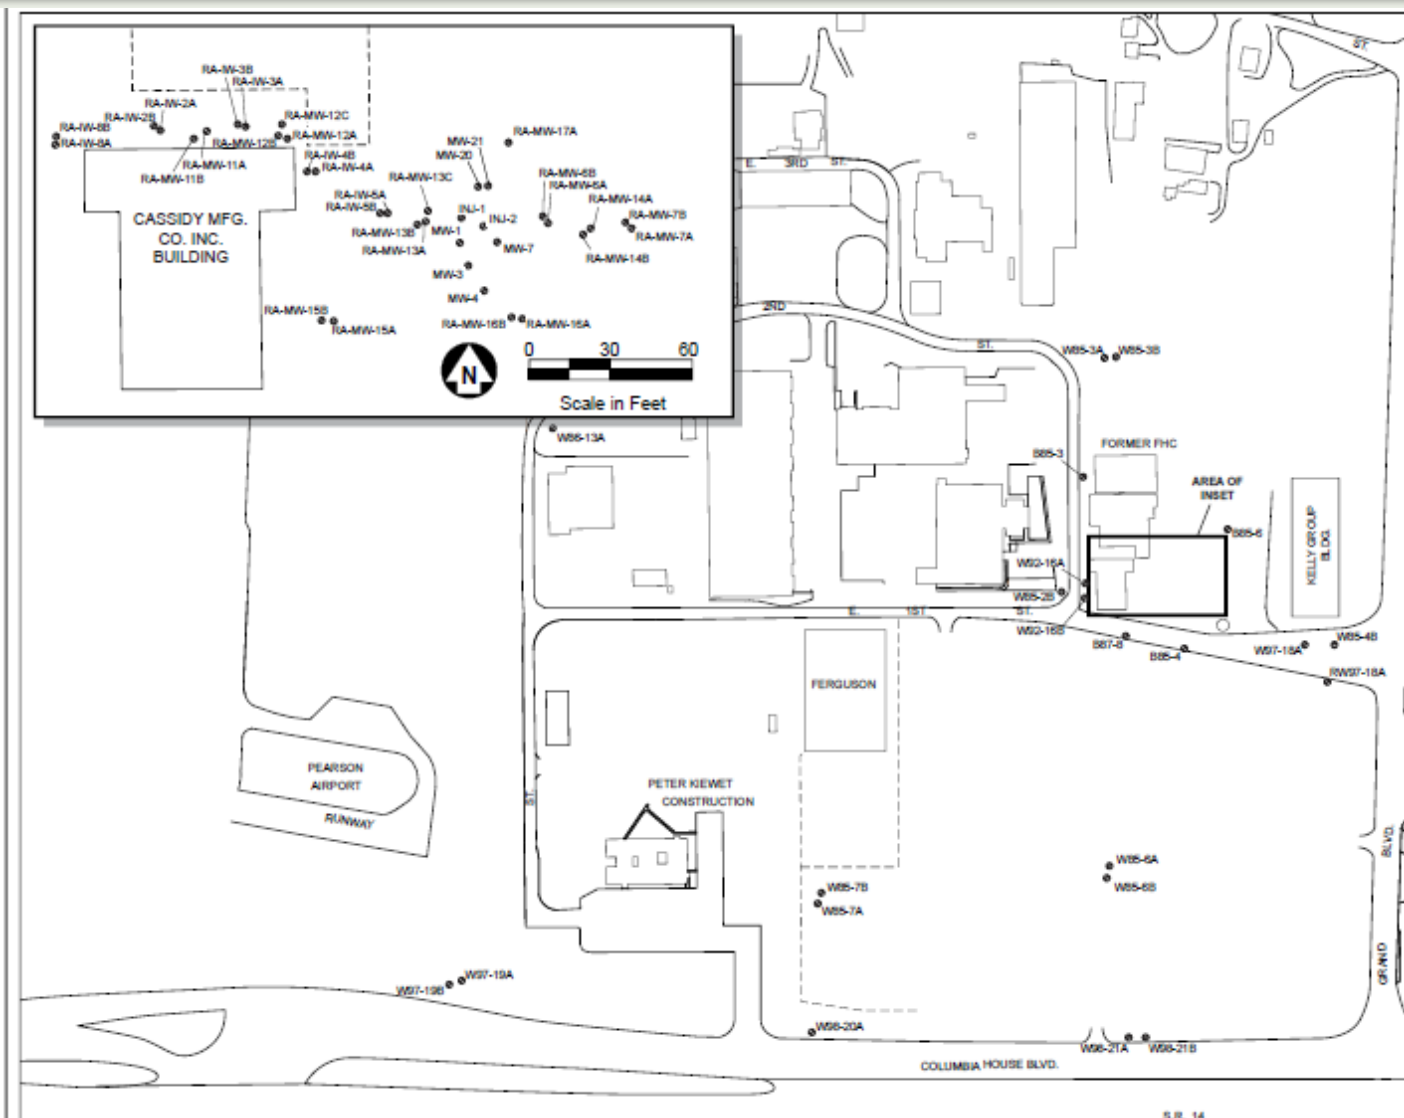 RA-IW-3B
RA-IW-3A
RA-IW-2A
RA-IW-2B
RA-MW-12C
RA-IW-8B
RA-IW-8A
RA-MW-12B
RA-MW-12A
RA-MW-11A
RA-MW-11B
RA-IW-4B
RA-IW-4A
MW-21
MW-20
RA-MW-17A
RA-MW-13C
RA-MW-6B
RA-MW-6A
RA-IW-5A
RA-IW-5B
RA-MW-14A
INJ-1
INJ-2
RA-MW-7B
RA-MW-13B
MW-1
RA-MW-7A
RA-MW-13A
MW-7
RA-MW-14B
MW-3
MW-4
CASSIDY MFG.
CO. INC.
BUILDING
RA-MW-15B
RA-MW-15A
RA-MW-16B
RA-MW-16A
N
0 30 60
Scale in Feet
ST.
E. 3RD ST.
2ND
ST.
W85-3A
W85-3B
W86-13A
B85-3
FORMER FHC
AREA OF
INSET
B85-6
KELLY GROUP
BLDG.
W92-16A
W85-2B
E. 1ST ST.
W92-16B
B87-8
B85-4
W97-18A
W85-4B
RW97-18A
FERGUSON
PEARSON
AIRPORT
RUNWAY
ST.
PETER KIEWET
CONSTRUCTION
BLVD.
GRAND
W85-6A
W85-6B
W85-7B
W85-7A
W97-19A
W97-19B
W98-20A
W98-21A
W98-21B
COLUMBIA HOUSE BLVD.
S.R. 14